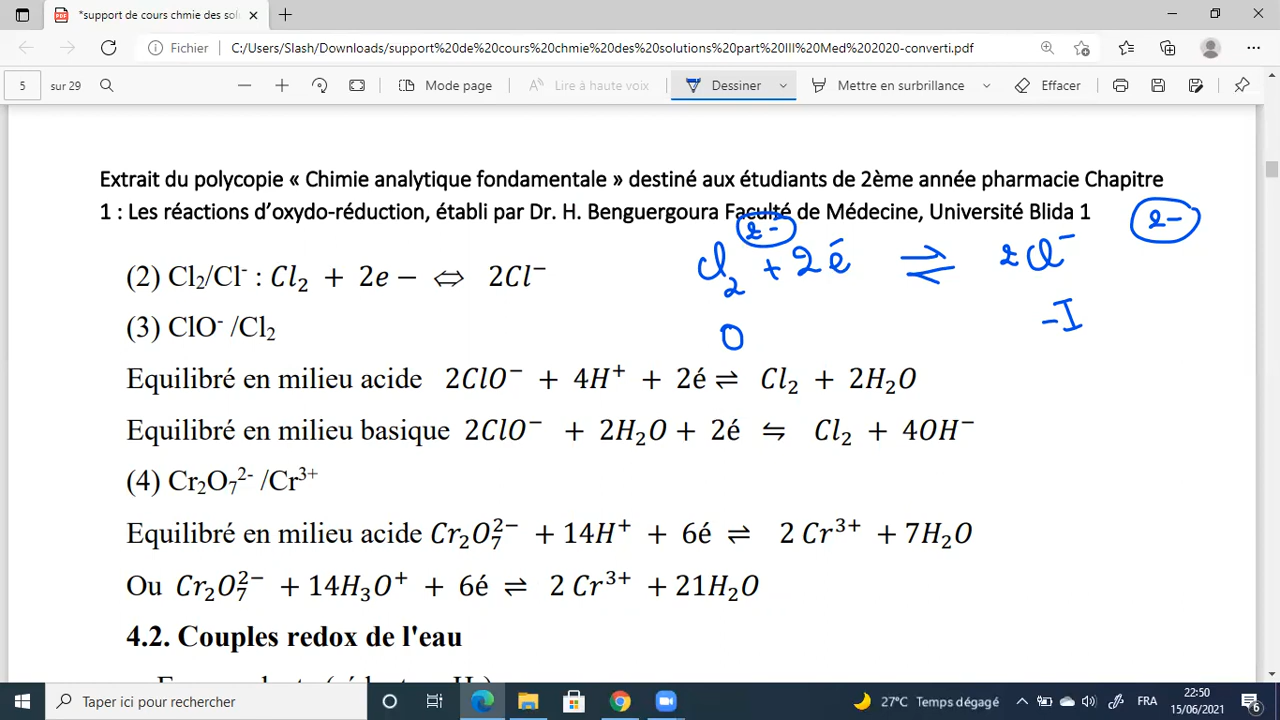 *support de cours chmie des sol
Fichier | C:/Users/Slash/Downloads/support%20de%20cours%20chmie%20des%20solutions%20part%20III%20Med%202020-converti.pdf
5 sur 29 Mode page Lire à haute voix Dessiner Mettre en surbrillance Effacer
Extrait du polycopie « Chimie analytique fondamentale » destiné aux étudiants de 2ème année pharmacie Chapitre
1 : Les réactions d’oxydo-réduction, établi par Dr. H. Benguergoura Faculté de Médecine, Université Blida 1
2- 2-
Cl₂ + 2é ⇌ 2Cl⁻
(2) Cl₂/Cl⁻ : Cl₂ + 2e − ⇔ 2Cl⁻
0 -I
(3) ClO⁻ /Cl₂
Equilibré en milieu acide 2ClO⁻ + 4H⁺ + 2é ⇌ Cl₂ + 2H₂O
Equilibré en milieu basique 2ClO⁻ + 2H₂O + 2é ⇋ Cl₂ + 4OH⁻
(4) Cr₂O₇²⁻ /Cr³⁺
Equilibré en milieu acide Cr₂O₇²⁻ + 14H⁺ + 6é ⇌ 2 Cr³⁺ + 7H₂O
Ou Cr₂O₇²⁻ + 14H₃O⁺ + 6é ⇌ 2 Cr³⁺ + 21H₂O
4.2. Couples redox de l'eau
Taper ici pour rechercher
27°C Temps dégagé
FRA
22:50
15/06/2021
6